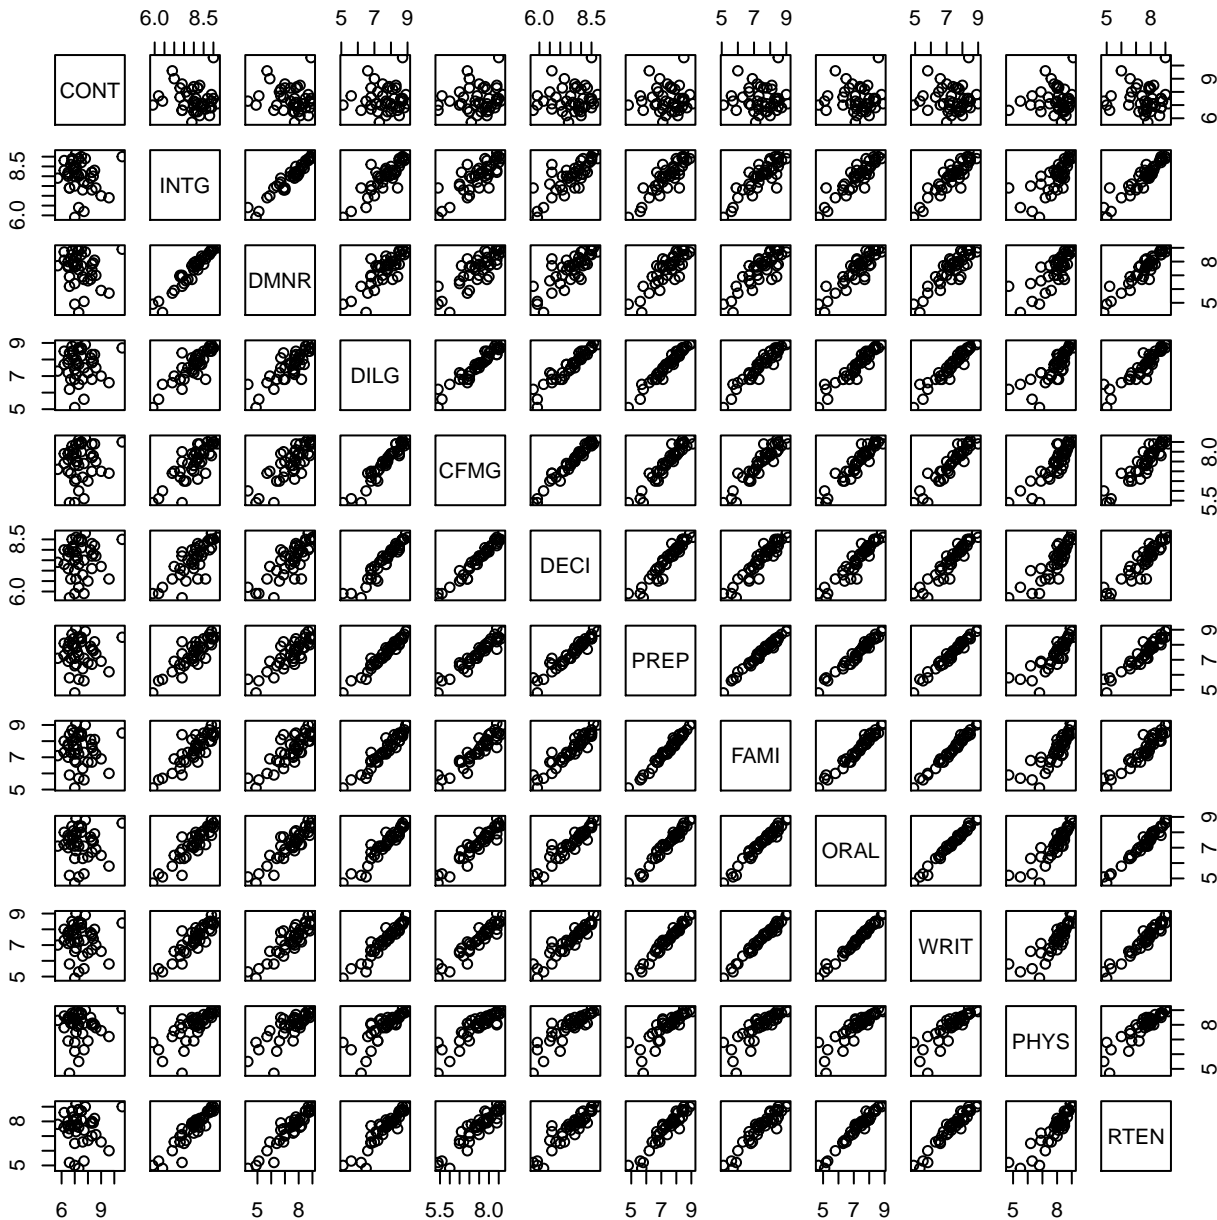 6.0 8.5 5 7 9 6.0 8.5 5 7 9 5 7 9 5 8
CONT 6 9
6.0 8.5 INTG
DMNR 5 8
5 7 9 DILG
CFMG 5.5 8.0
6.0 8.5 DECI
PREP 5 7 9
5 7 9 FAMI
ORAL 5 7 9
5 7 9 WRIT
PHYS 5 8
5 8 RTEN
6 9 5 8 5.5 8.0 5 7 9 5 7 9 5 8